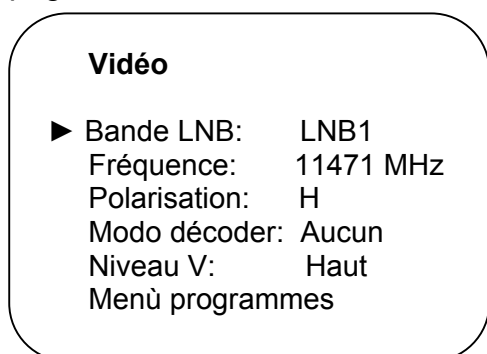 Vidéo
► Bande LNB: LNB1
Fréquence: 11471 MHz
Polarisation: H
Modo décoder: Aucun
Niveau V: Haut
Menù programmes